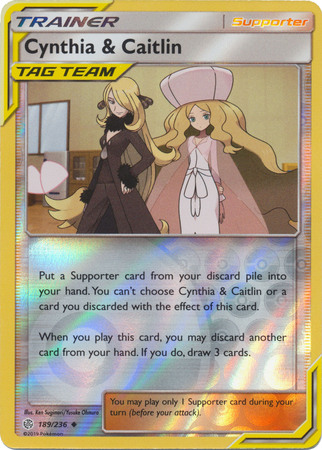 TRAINER Supporter
Cynthia & Caitlin
TAG TEAM
Put a Supporter card from your discard pile into
your hand. You can't choose Cynthia & Caitlin or a
card you discarded with the effect of this card.
When you play this card, you may discard another
card from your hand. If you do, draw 3 cards.
Illus. Ken Sugimori/Yusuke Ohmura
189/236
©2019 Pokémon
You may play only 1 Supporter card during your
turn (before your attack).